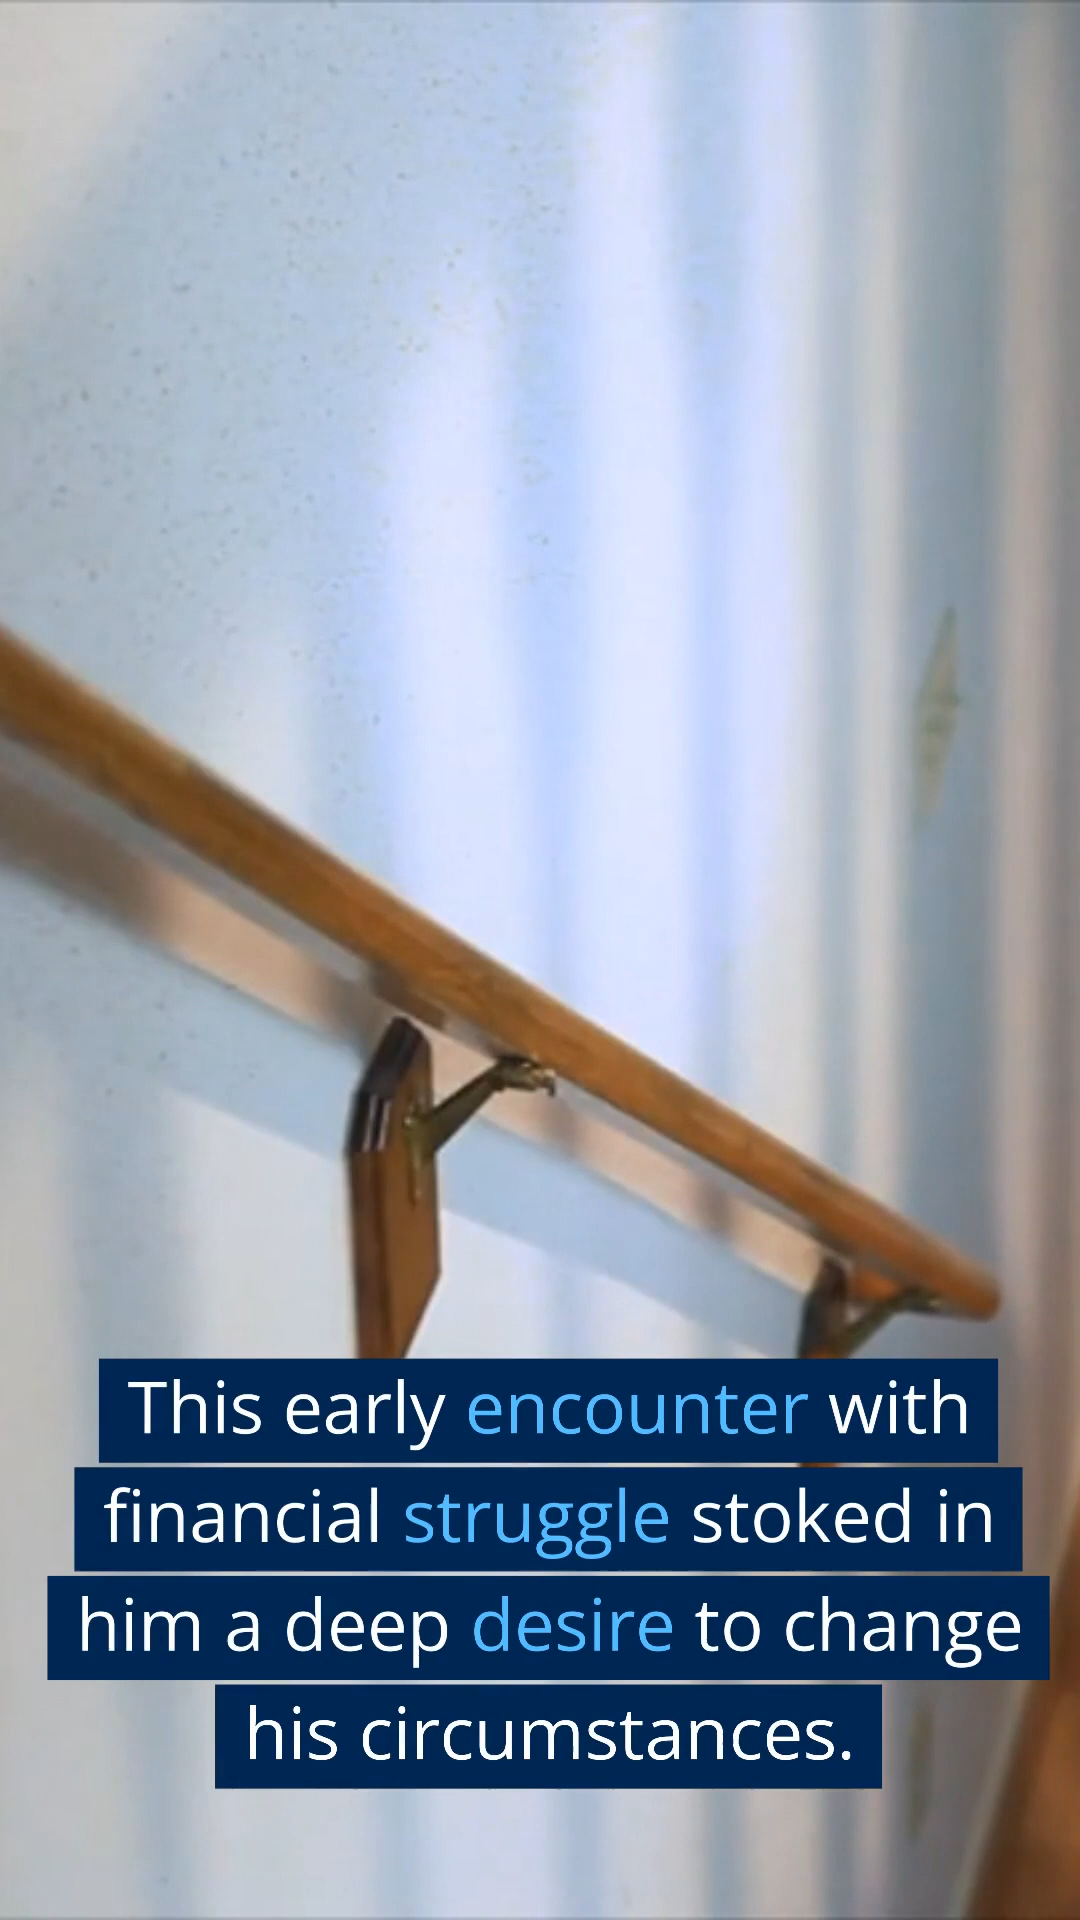 This early encounter with
financial struggle stoked in
him a deep desire to change
his circumstances.